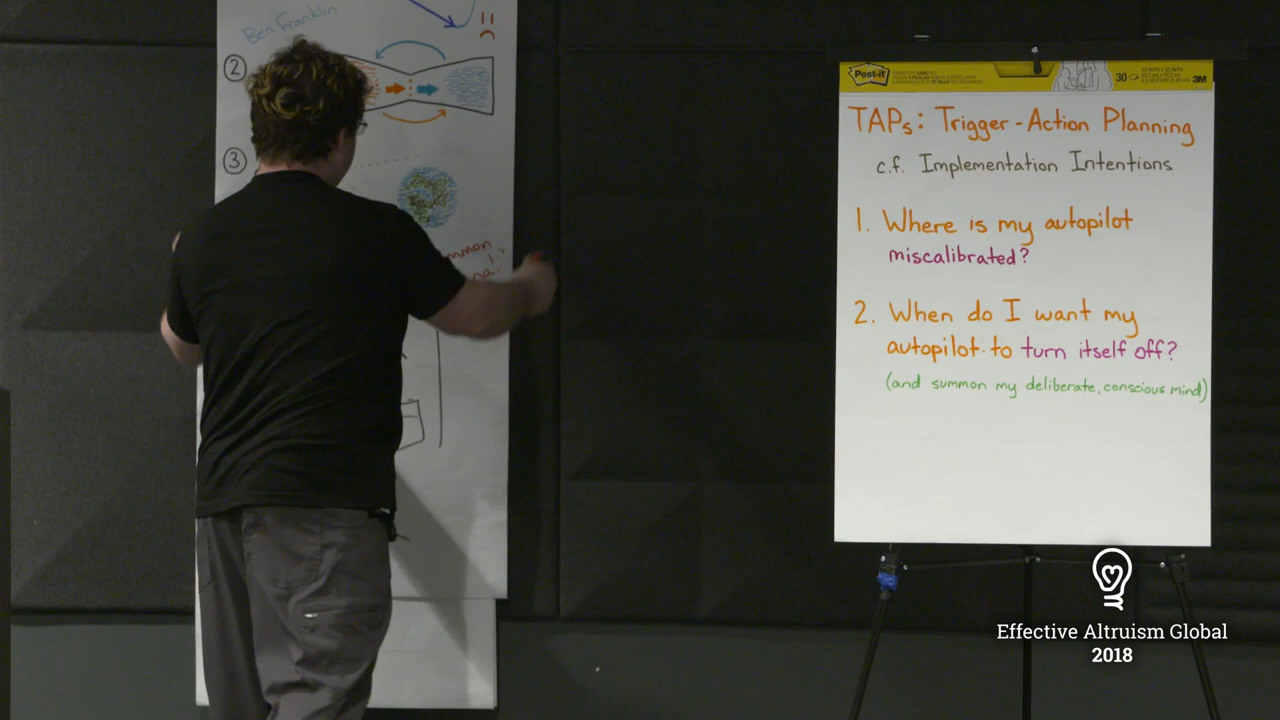 Ben Franklin
2
3
Post-it
30
3M
TAPs: Trigger-Action Planning
c.f. Implementation Intentions
1. Where is my autopilot
miscalibrated?
2. When do I want my
autopilot to turn itself off?
(and summon my deliberate, conscious mind)
Effective Altruism Global
2018